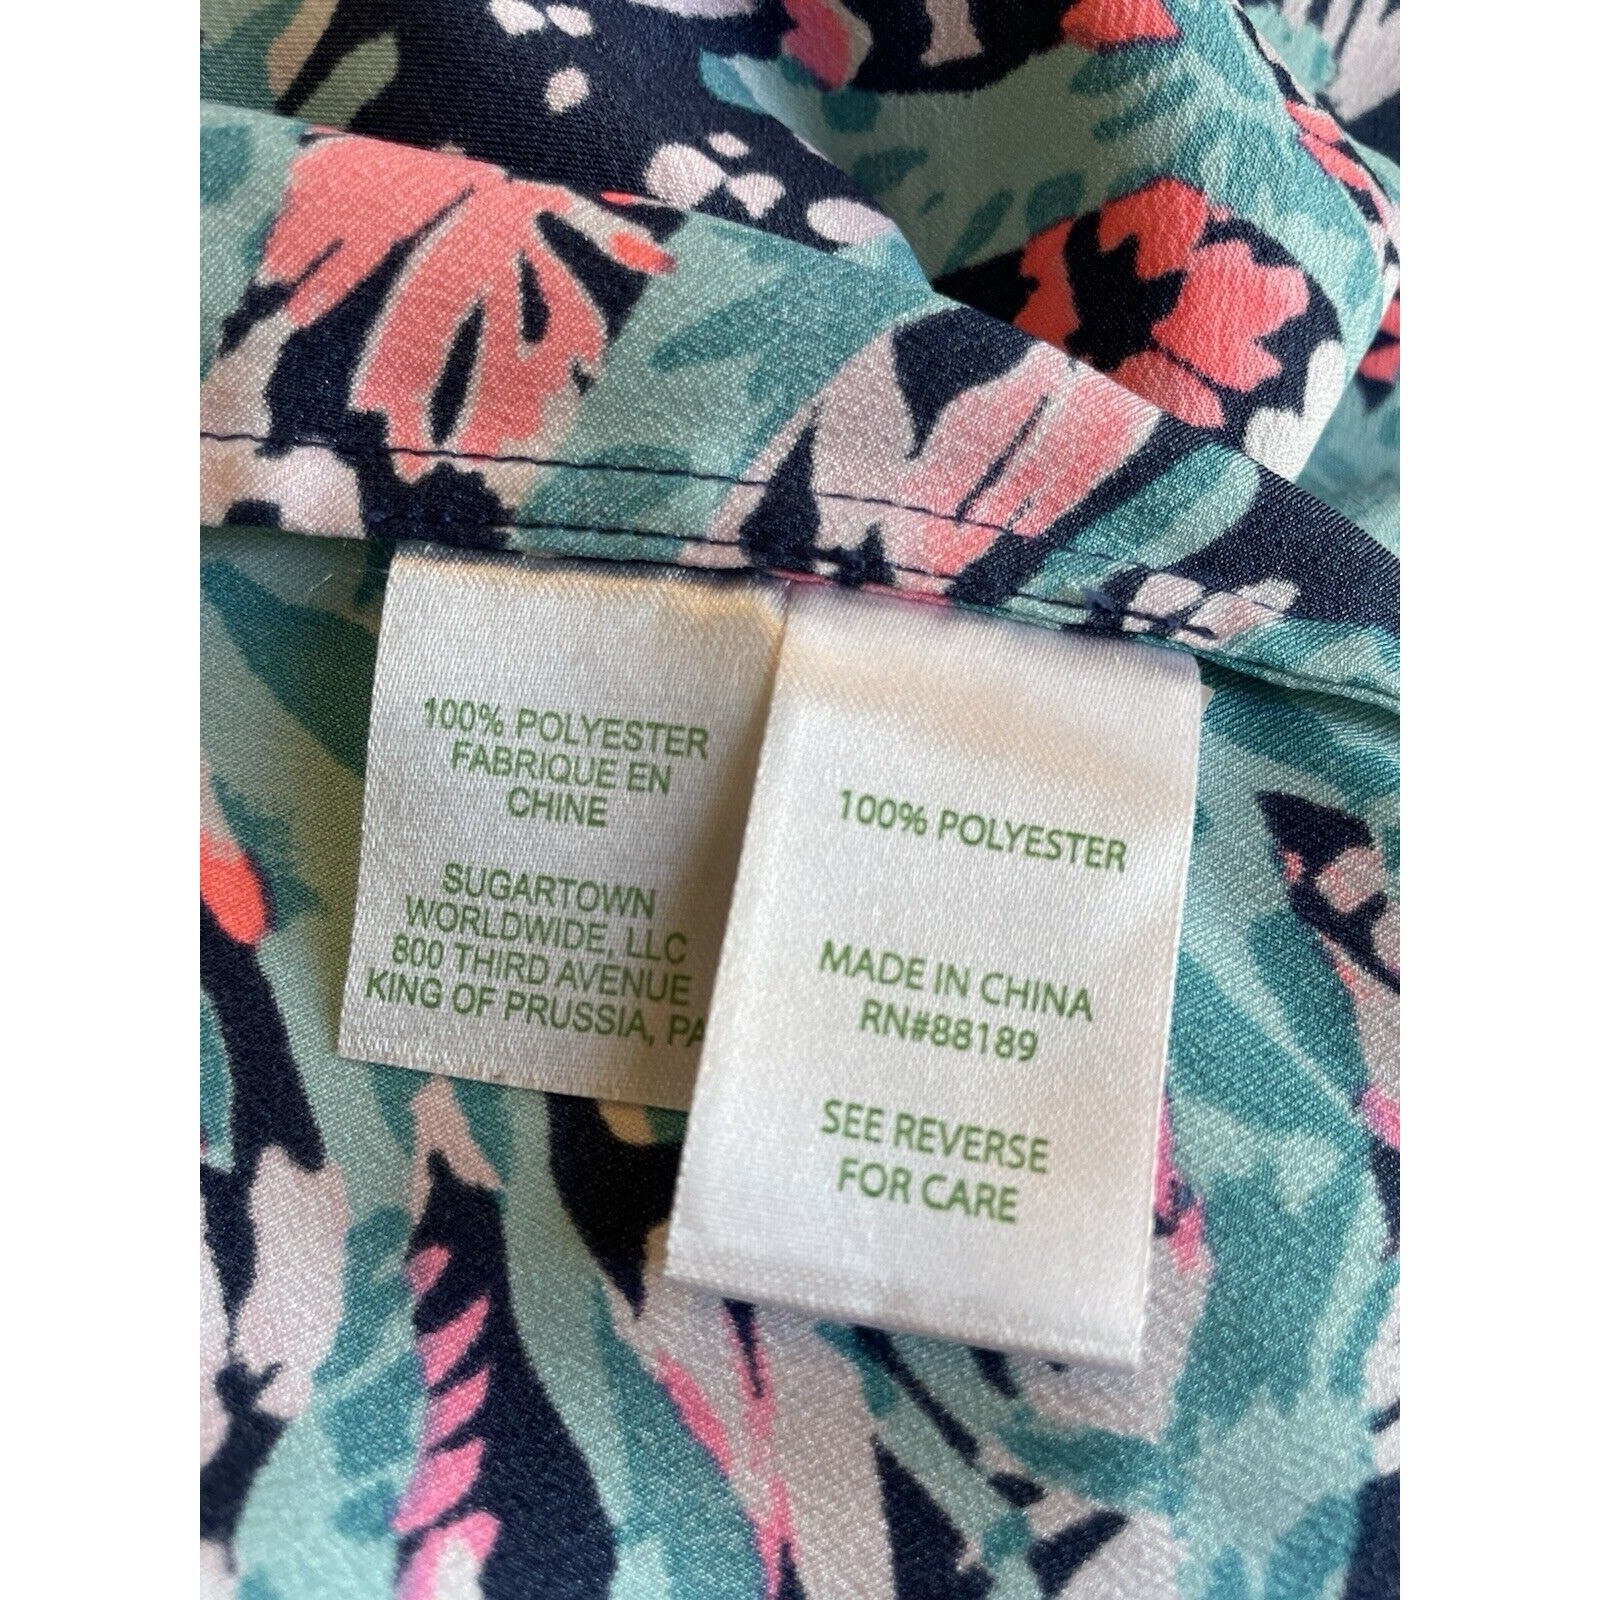 100% POLYESTER
FABRIQUE EN
CHINE
SUGARTOWN
WORLDWIDE, LLC
800 THIRD AVENUE
KING OF PRUSSIA, PA
100% POLYESTER
MADE IN CHINA
RN#88189
SEE REVERSE
FOR CARE